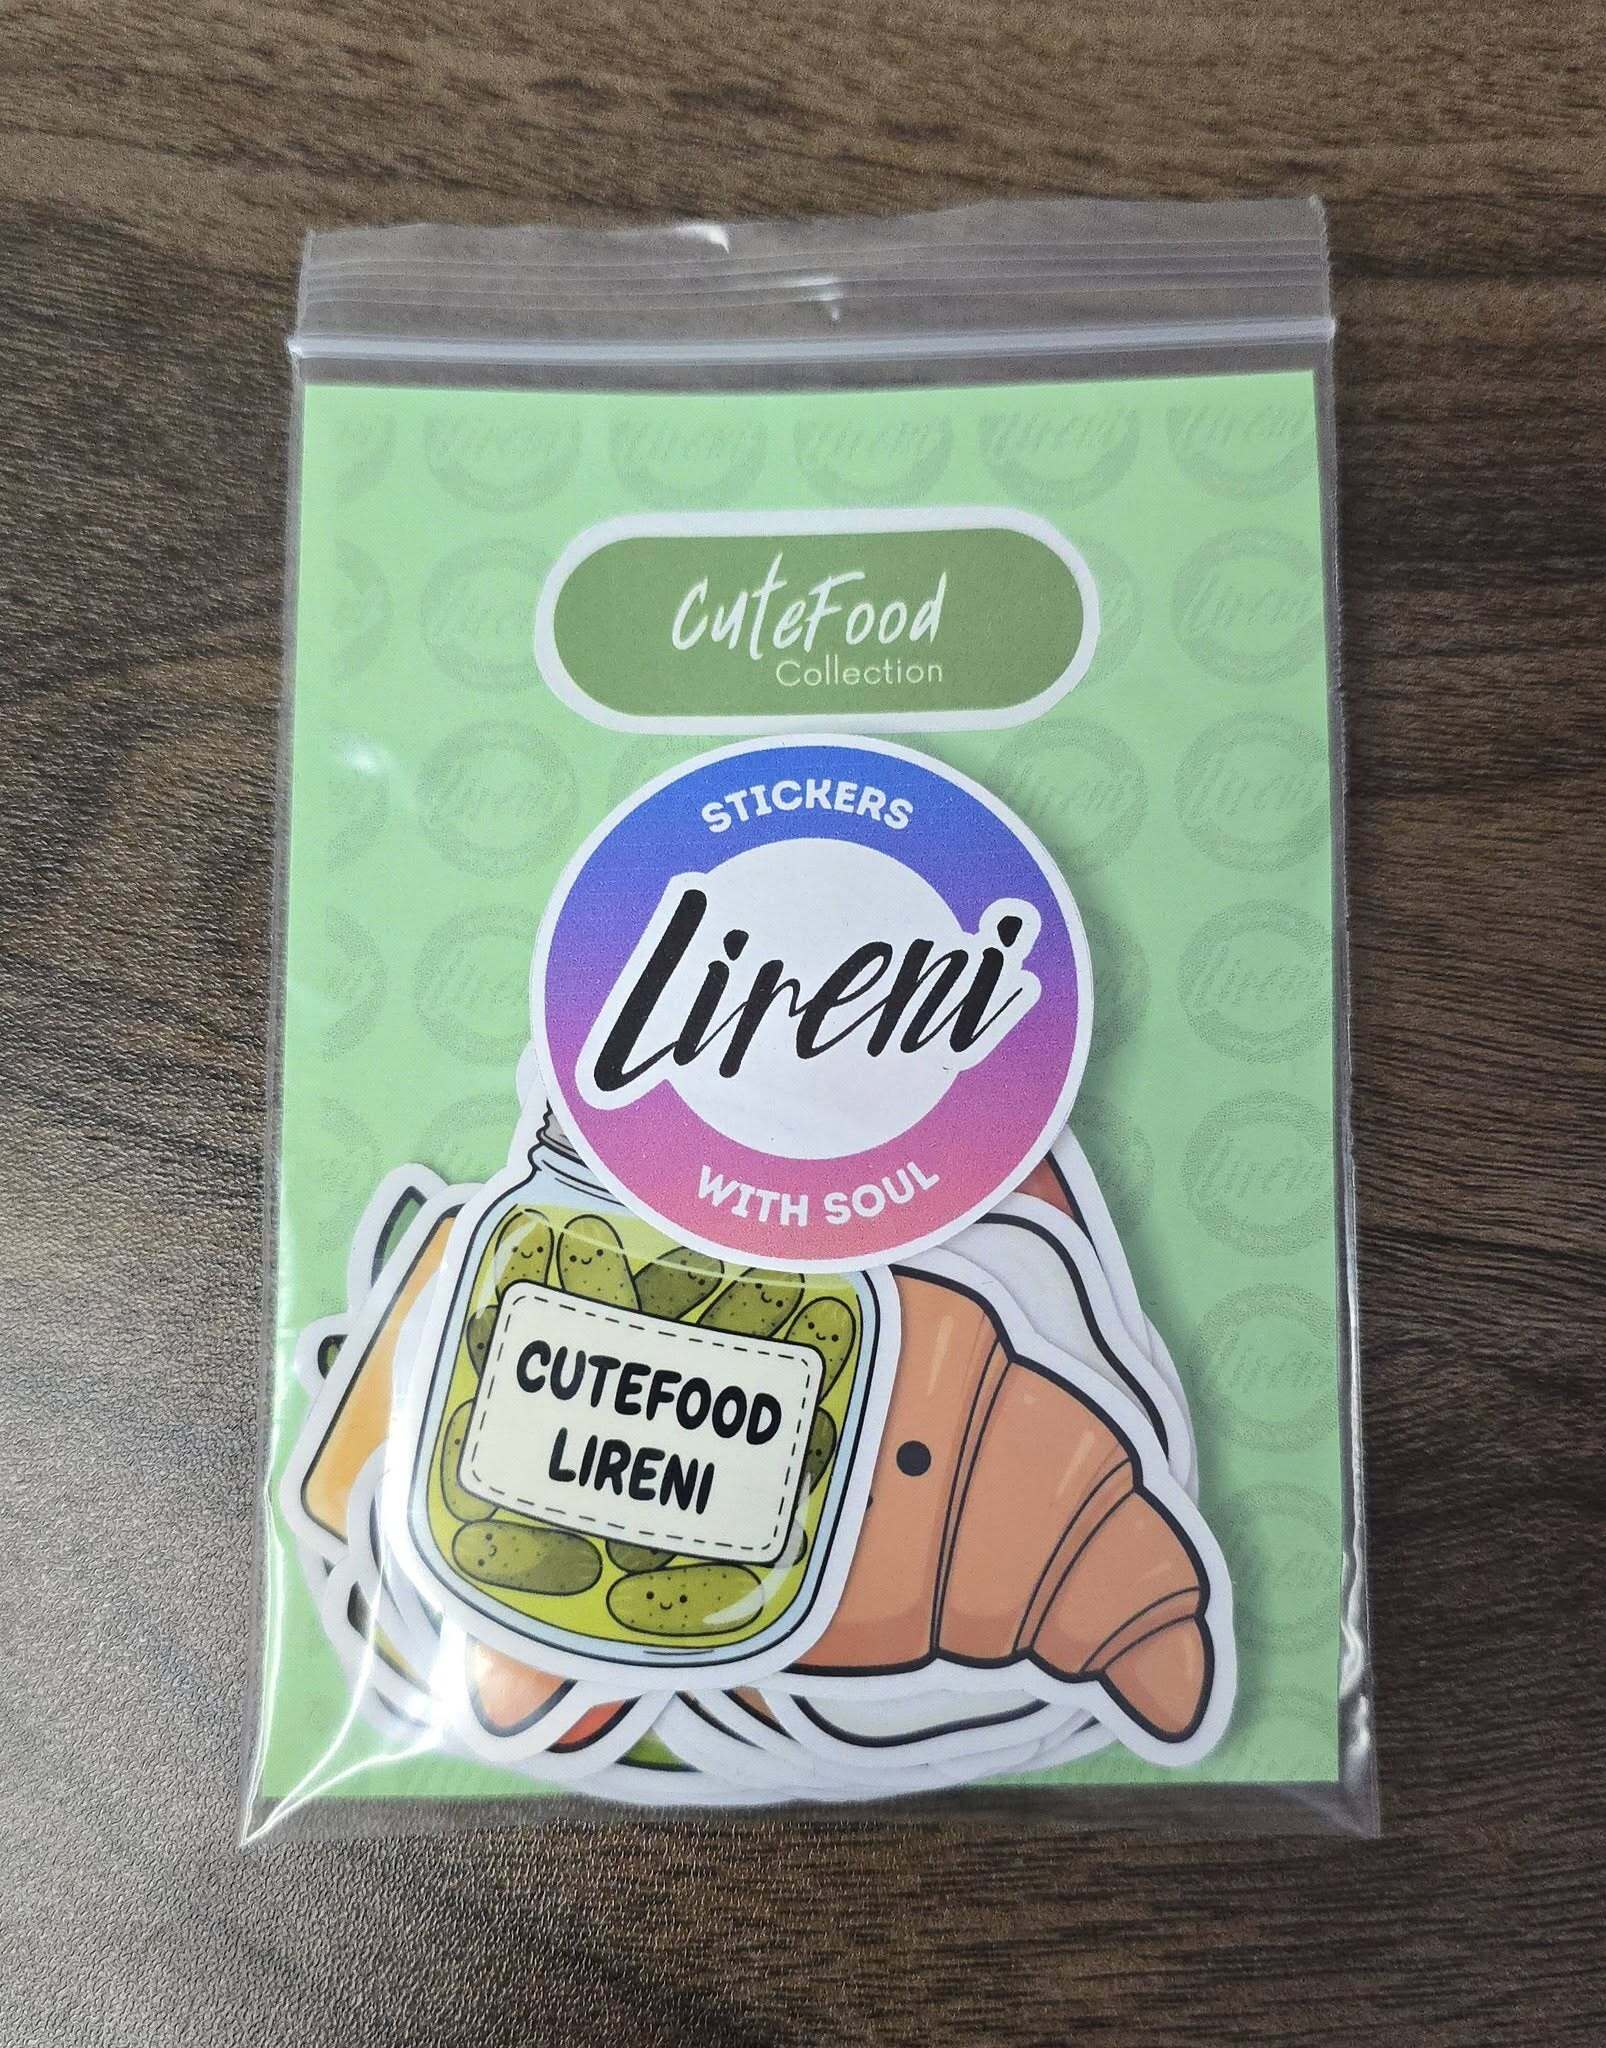 CuteFood
Collection
STICKERS
Lireni
WITH SOUL
CUTEFOOD
LIRENI